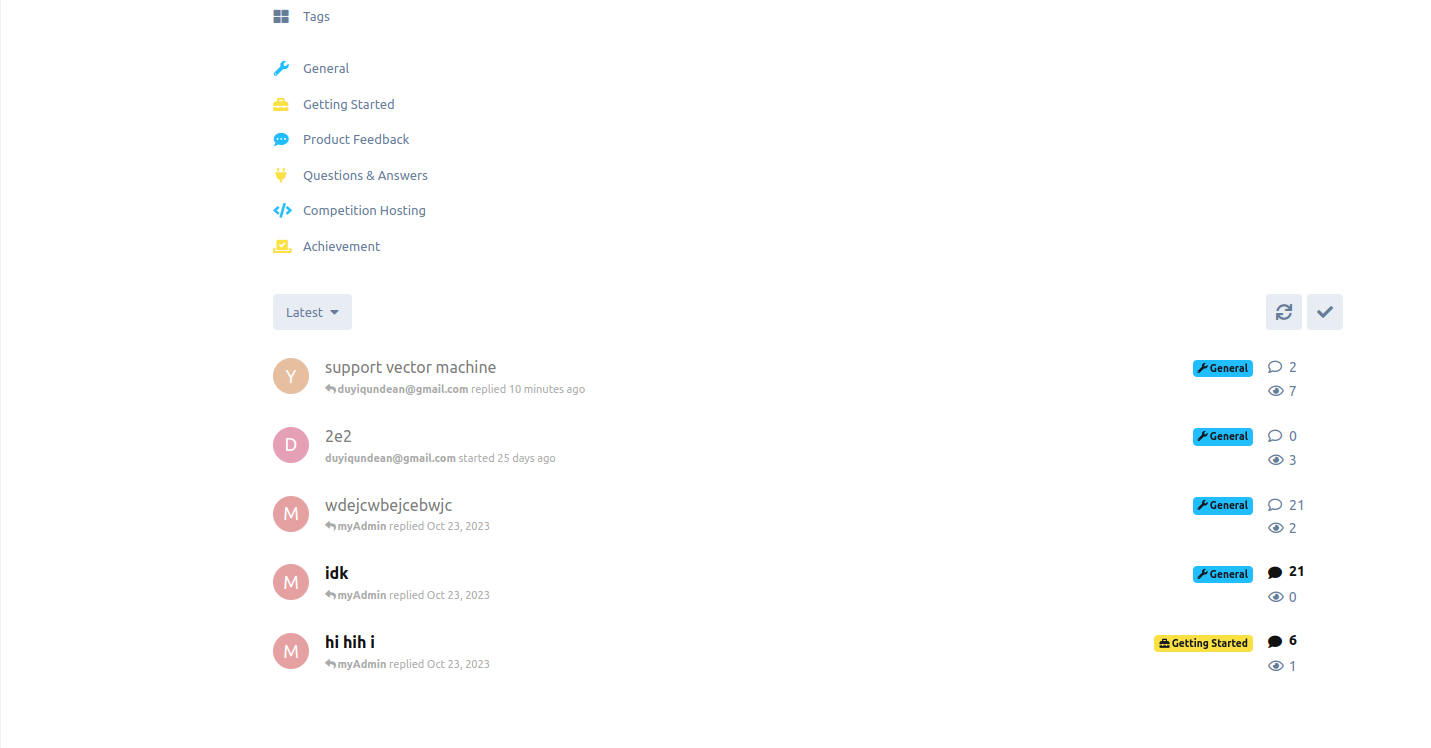 Tags
General
Getting Started
Product Feedback
Questions & Answers
Competition Hosting
Achievement
Latest
Y
support vector machine
duyiqundean@gmail.com replied 10 minutes ago
General
2
7
D
2e2
duyiqundean@gmail.com started 25 days ago
General
0
3
M
wdejcwbejcebwjc
myAdmin replied Oct 23, 2023
General
21
2
M
idk
myAdmin replied Oct 23, 2023
General
21
0
M
hi hih i
myAdmin replied Oct 23, 2023
Getting Started
6
1